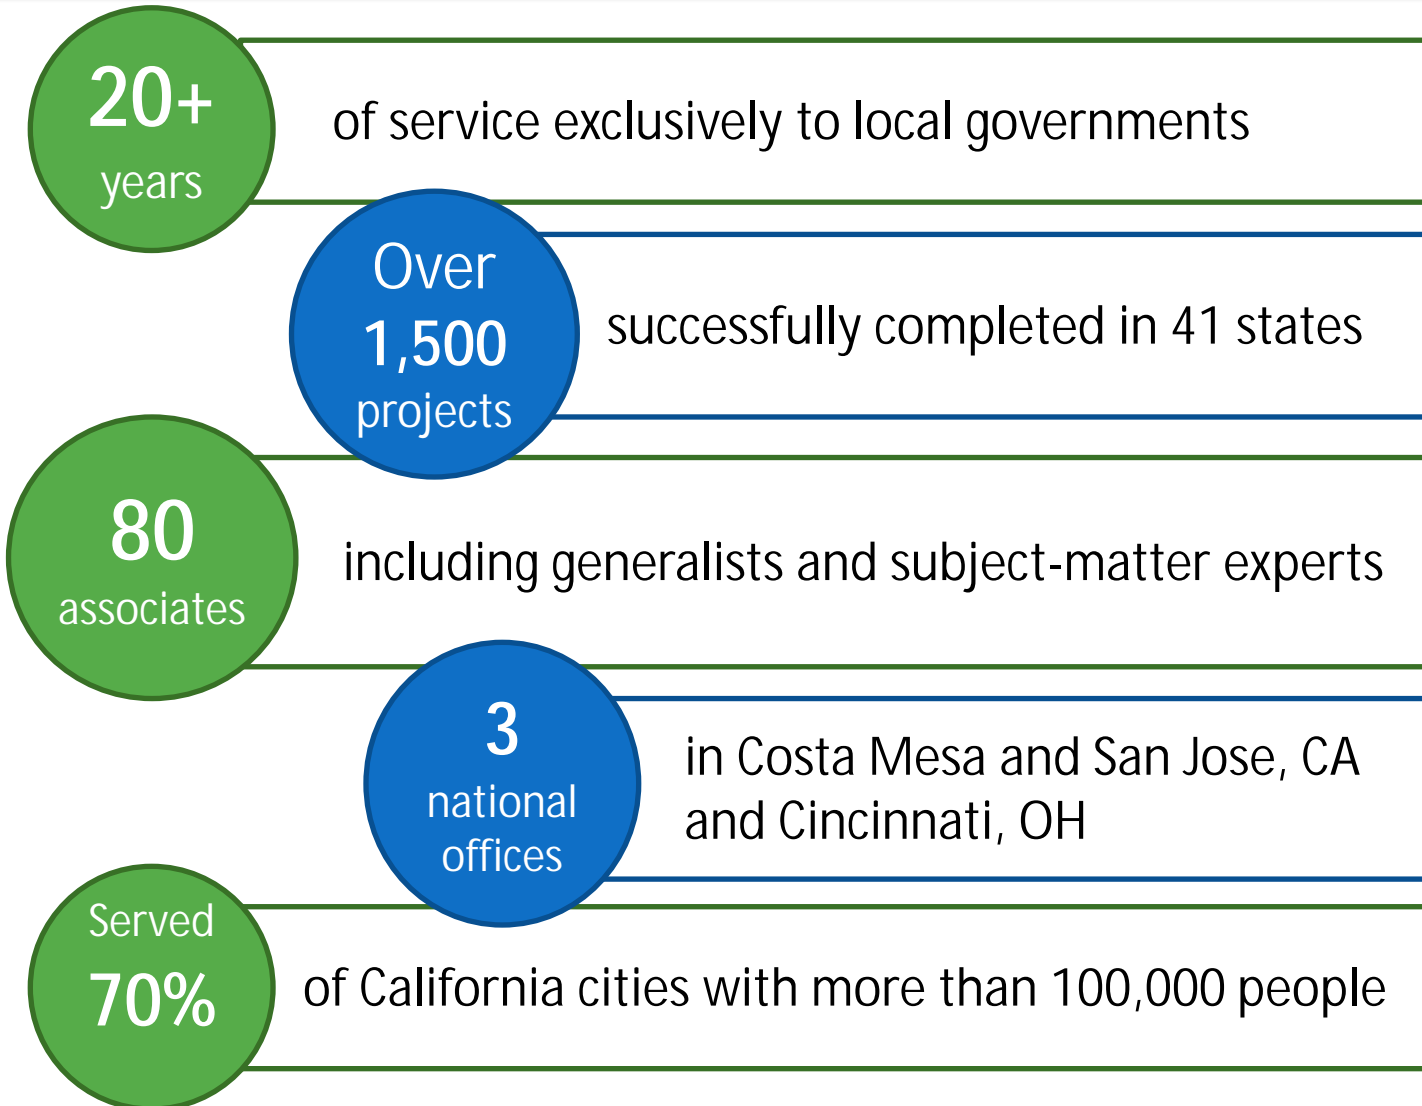 20+
years
of service exclusively to local governments
Over
1,500
projects
successfully completed in 41 states
80
associates
including generalists and subject-matter experts
3
national
offices
in Costa Mesa and San Jose, CA
and Cincinnati, OH
Served
70%
of California cities with more than 100,000 people